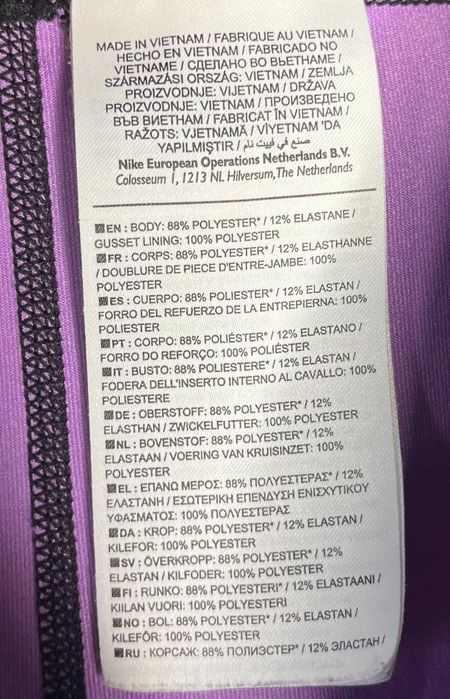 MADE IN VIETNAM / FABRIQUE AU VIETNAM /
HECHO EN VIETNAM / FABRICADO NO
VIETNAME / СДЕЛАНО ВО ВЬЕТНАМЕ /
SZÁRMAZÁSI ORSZÁG: VIETNAM / ZEMLJA
PROIZVODNJE: VIJETNAM / DRŽAVA
PROIZVODNJE: VIETNAM / ПРОИЗВЕДЕНО
ВЪВ ВИЕТНАМ / FABRICAT ÎN VIETNAM /
RAŽOTS: VJETNAMĀ / VİYETNAM 'DA
YAPILMIŞTIR / صنع في فييت نام
Nike European Operations Netherlands B.V.
Colosseum 1, 1213 NL Hilversum, The Netherlands
EN : BODY: 88% POLYESTER* / 12% ELASTANE /
GUSSET LINING: 100% POLYESTER
FR : CORPS: 88% POLYESTER* / 12% ELASTHANNE
/ DOUBLURE DE PIECE D'ENTRE-JAMBE: 100%
POLYESTER
ES : CUERPO: 88% POLIESTER* / 12% ELASTAN /
FORRO DEL REFUERZO DE LA ENTREPIERNA: 100%
POLIESTER
PT : CORPO: 88% POLIÉSTER* / 12% ELASTANO /
FORRO DO REFORÇO: 100% POLIÉSTER
IT : BUSTO: 88% POLIESTERE* / 12% ELASTAN /
FODERA DELL'INSERTO INTERNO AL CAVALLO: 100%
POLIESTERE
DE : OBERSTOFF: 88% POLYESTER* / 12%
ELASTHAN / ZWICKELFUTTER: 100% POLYESTER
NL : BOVENSTOF: 88% POLYESTER* / 12%
ELASTAAN / VOERING VAN KRUISINZET: 100%
POLYESTER
EL : ΕΠΑΝΩ ΜΕΡΟΣ: 88% ΠΟΛΥΕΣΤΕΡΑΣ* / 12%
ΕΛΑΣΤΑΝΗ / ΕΣΩΤΕΡΙΚΗ ΕΠΕΝΔΥΣΗ ΕΝΙΣΧΥΤΙΚΟΥ
ΥΦΑΣΜΑΤΟΣ: 100% ΠΟΛΥΕΣΤΕΡΑΣ
DA : KROP: 88% POLYESTER* / 12% ELASTAN /
KILEFOR: 100% POLYESTER
SV : ÖVERKROPP: 88% POLYESTER* / 12%
ELASTAN / KILFODER: 100% POLYESTER
FI : RUNKO: 88% POLYESTERI* / 12% ELASTAANI /
KIILAN VUORI: 100% POLYESTERI
NO : BOL: 88% POLYESTER* / 12% ELASTAN /
KILEFÔR: 100% POLYESTER
RU : КОРСАЖ: 88% ПОЛИЭСТЕР* / 12% ЭЛАСТАН /